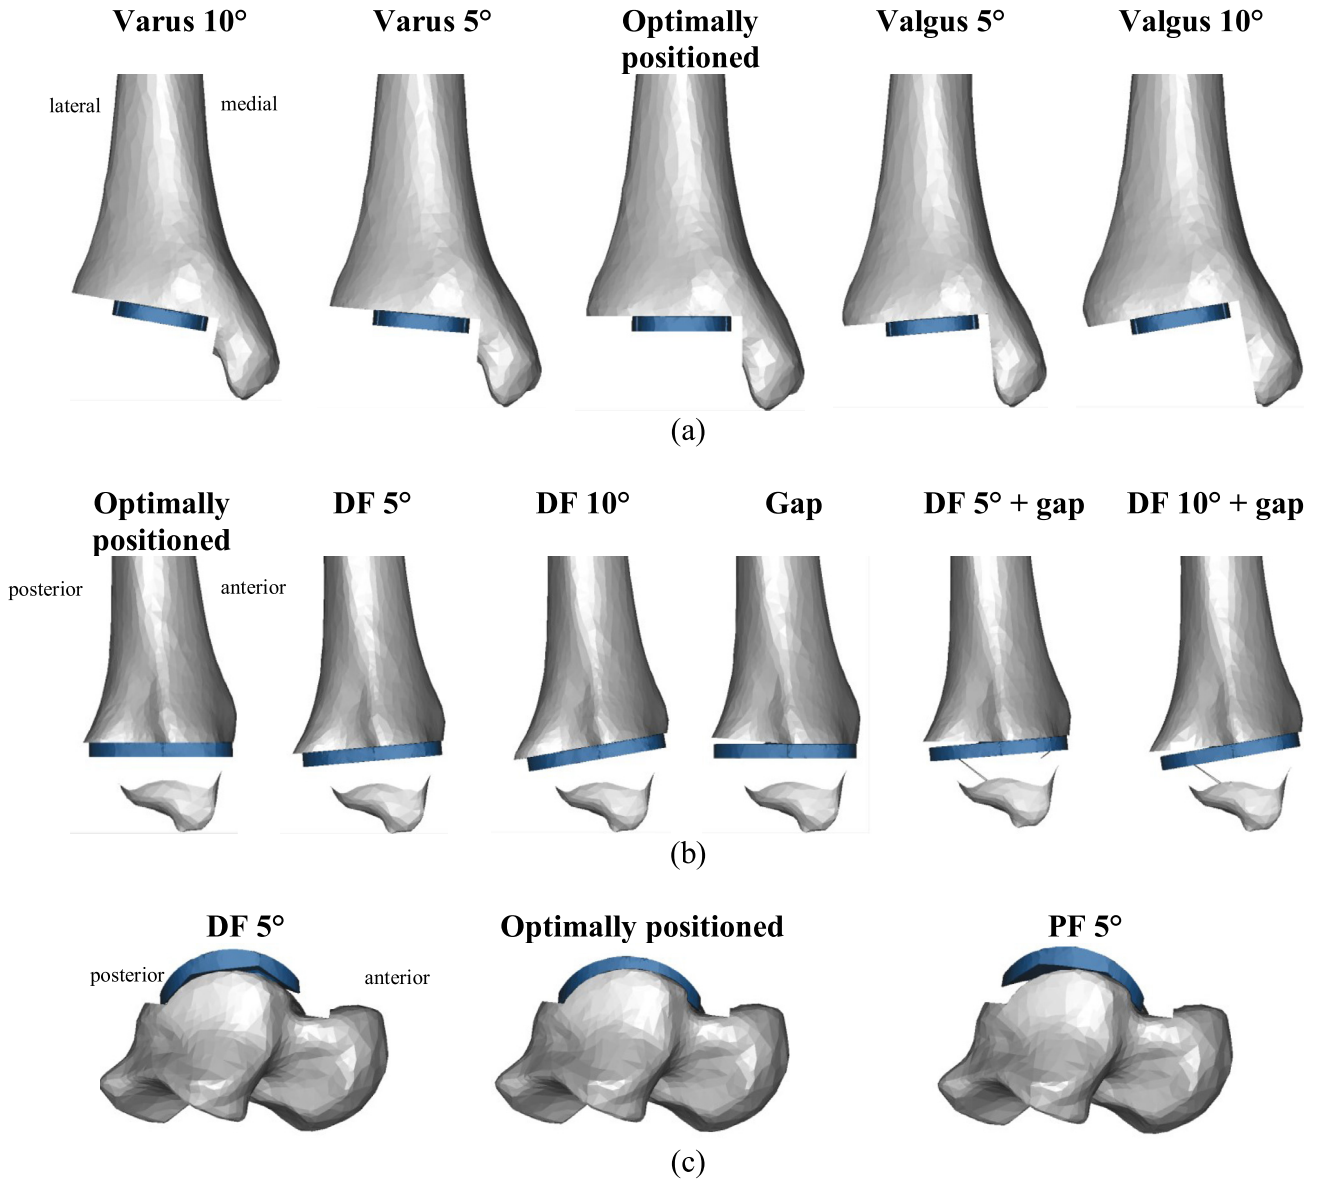 Varus 10° Varus 5° Optimally positioned Valgus 5° Valgus 10°
lateral medial
(a)
Optimally positioned DF 5° DF 10° Gap DF 5° + gap DF 10° + gap
posterior anterior
(b)
DF 5° Optimally positioned PF 5°
posterior anterior
(c)